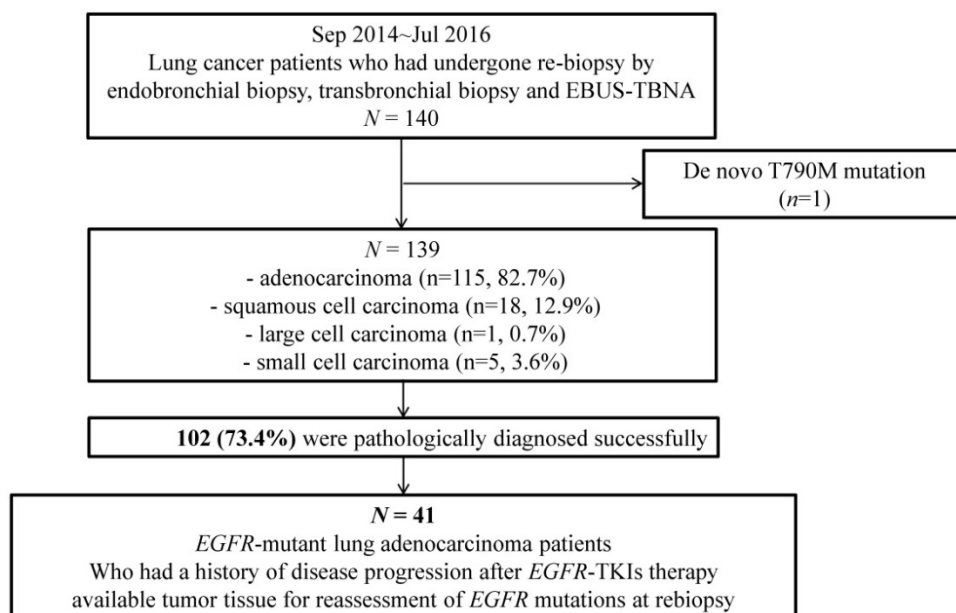 Sep 2014~Jul 2016
Lung cancer patients who had undergone re-biopsy by
endobronchial biopsy, transbronchial biopsy and EBUS-TBNA
N = 140
De novo T790M mutation
(n=1)
N = 139
- adenocarcinoma (n=115, 82.7%)
- squamous cell carcinoma (n=18, 12.9%)
- large cell carcinoma (n=1, 0.7%)
- small cell carcinoma (n=5, 3.6%)
102 (73.4%) were pathologically diagnosed successfully
N = 41
EGFR-mutant lung adenocarcinoma patients
Who had a history of disease progression after EGFR-TKIs therapy
available tumor tissue for reassessment of EGFR mutations at rebiopsy